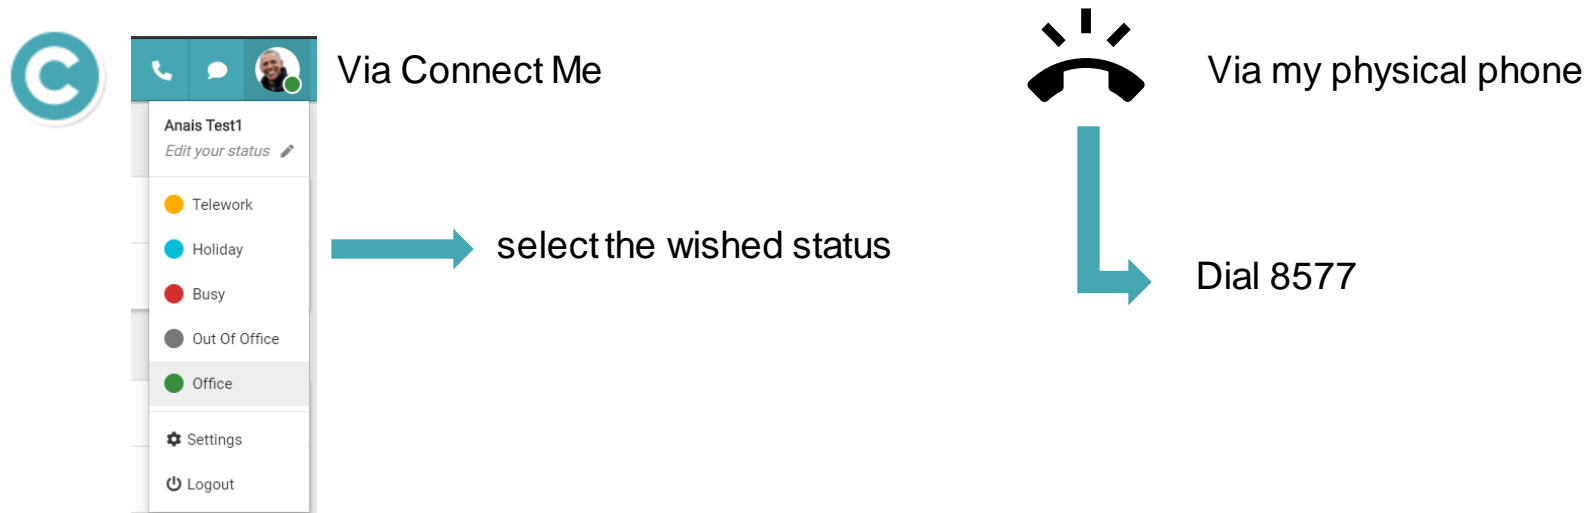 C
Via Connect Me
Anais Test1
Edit your status
Telework
Holiday
Busy
Out Of Office
Office
Settings
Logout
select the wished status
Via my physical phone
Dial 8577